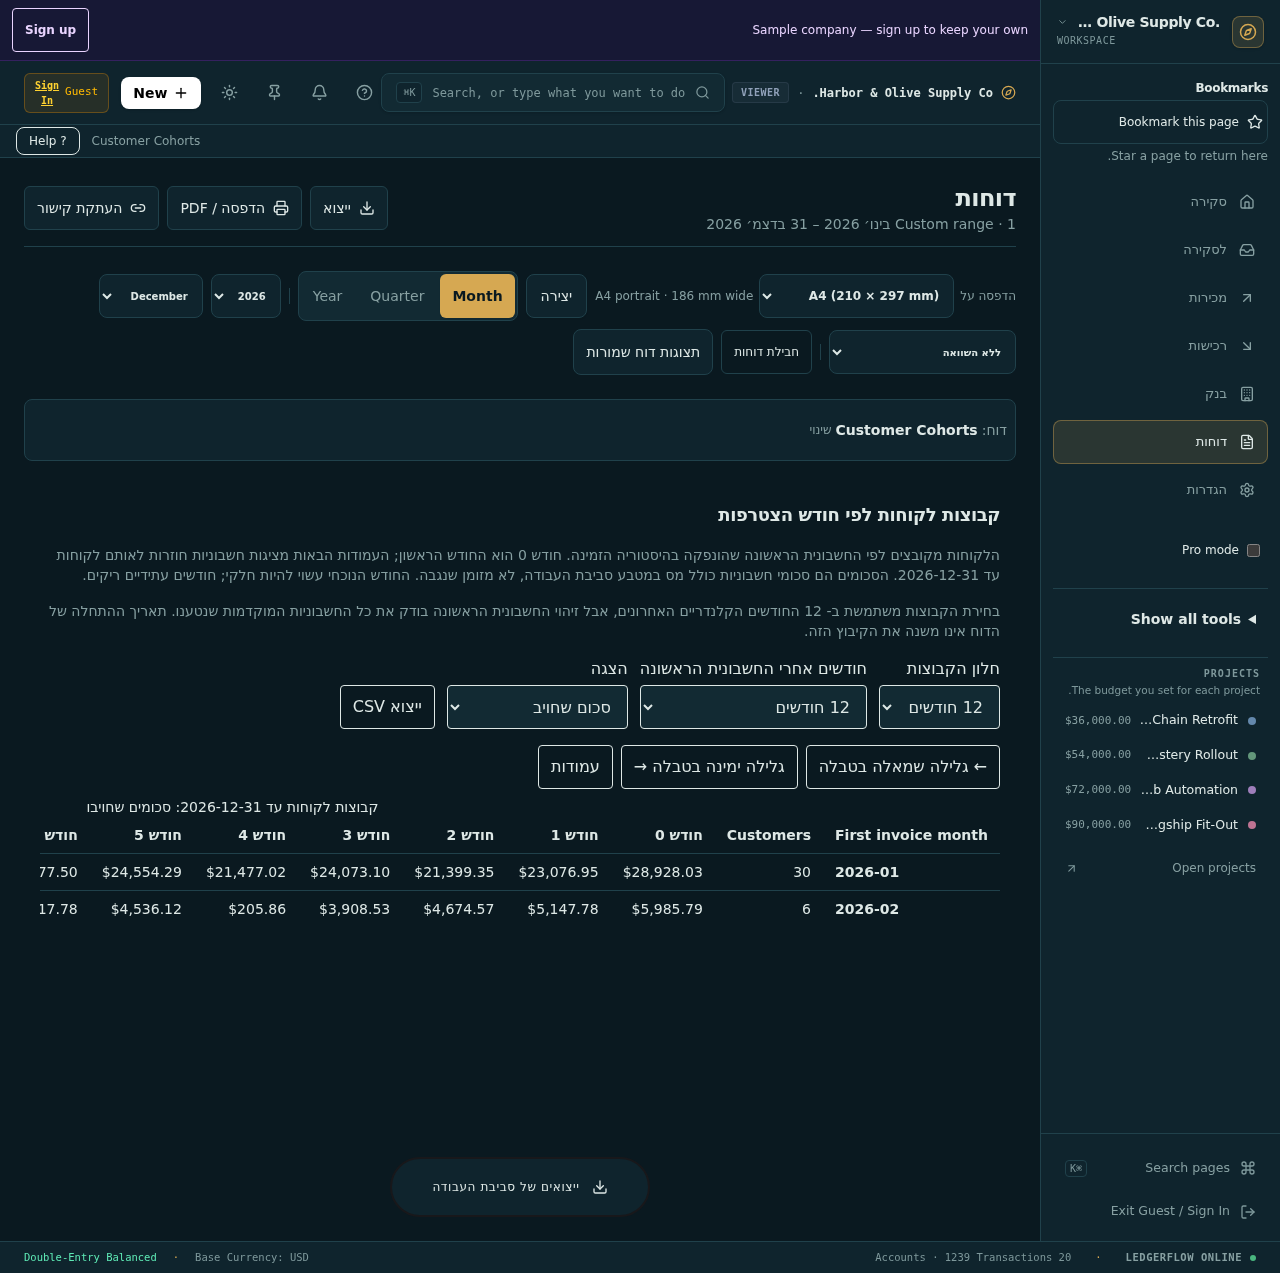 Sample company — sign up to keep your own
Sign up
Olive Supply Co. ...
WORKSPACE
Harbor & Olive Supply Co.
·
VIEWER
Search, or type what you want to do
⌘K
New
Guest
Sign In
Customer Cohorts
Help ?
Bookmarks
Bookmark this page
Star a page to return here.
סקירה
לסקירה
מכירות
רכישות
בנק
דוחות
הגדרות
Pro mode
Show all tools
PROJECTS
The budget you set for each project.
Chain Retrofit…
$36,000.00
stery Rollout…
$54,000.00
b Automation…
$72,000.00
gship Fit-Out…
$90,000.00
Open projects
Search pages
⌘K
Exit Guest / Sign In
דוחות
Custom range · 1 בינו׳ 2026 – 31 בדצמ׳ 2026
ייצוא
הדפסה / PDF
העתקת קישור
הדפסה על
A4 (210 × 297 mm)
A4 portrait · 186 mm wide
יצירה
Month
Quarter
Year
2026
December
ללא השוואה
חבילת דוחות
תצוגות דוח שמורות
דוח: Customer Cohorts שינוי
קבוצות לקוחות לפי חודש הצטרפות
הלקוחות מקובצים לפי החשבונית הראשונה שהונפקה בהיסטוריה הזמינה. חודש 0 הוא החודש הראשון; העמודות הבאות מציגות חשבוניות חוזרות לאותם לקוחות
עד 2026-12-31. הסכומים הם סכומי חשבוניות כולל מס במטבע סביבת העבודה, לא מזומן שנגבה. החודש הנוכחי עשוי להיות חלקי; חודשים עתידיים ריקים.
בחירת הקבוצות משתמשת ב- 12 החודשים הקלנדריים האחרונים, אבל זיהוי החשבונית הראשונה בודק את כל החשבוניות המוקדמות שנטענו. תאריך ההתחלה של
הדוח אינו משנה את הקיבוץ הזה.
חלון הקבוצות
חודשים אחרי החשבונית הראשונה
הצגה
12 חודשים
12 חודשים
סכום שחויב
ייצוא CSV
← גלילה שמאלה בטבלה
גלילה ימינה בטבלה →
עמודות
קבוצות לקוחות עד 2026-12-31: סכומים שחויבו
First invoice month Customers חודש 0 חודש 1 חודש 2 חודש 3 חודש 4 חודש 5 חודש
2026-01 30 $28,928.03 $23,076.95 $21,399.35 $24,073.10 $21,477.02 $24,554.29 77.50
2026-02 6 $5,985.79 $5,147.78 $4,674.57 $3,908.53 $205.86 $4,536.12 17.78
ייצואים של סביבת העבודה
LEDGERFLOW ONLINE
·
Accounts · 1239 Transactions 20
Base Currency: USD
·
Double-Entry Balanced